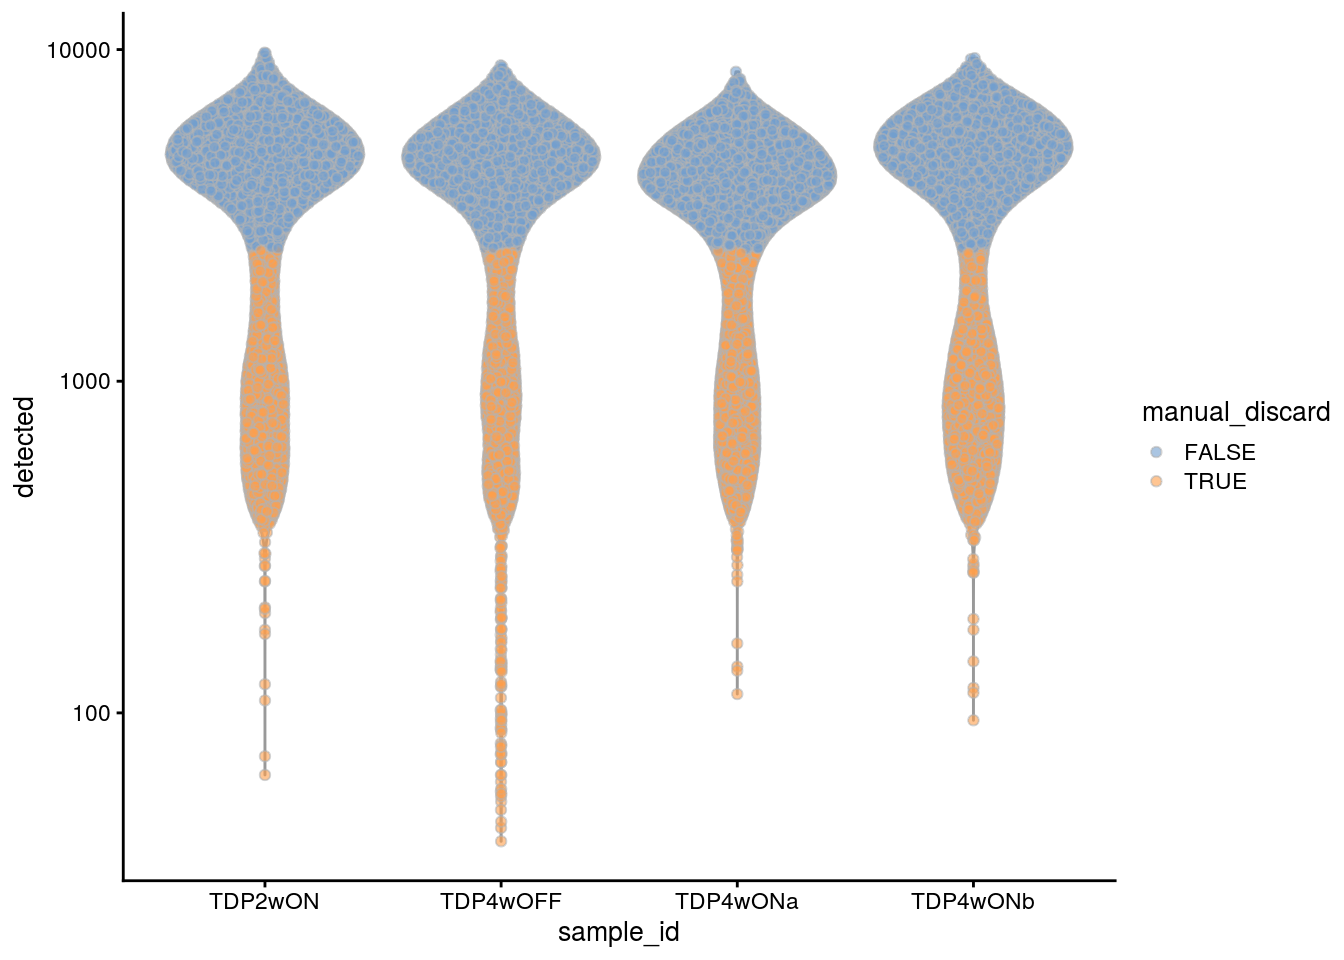 10000
1000
100
detected
TDP2wON
TDP4wOFF
TDP4wONa
TDP4wONb
sample_id
manual_discard
FALSE
TRUE